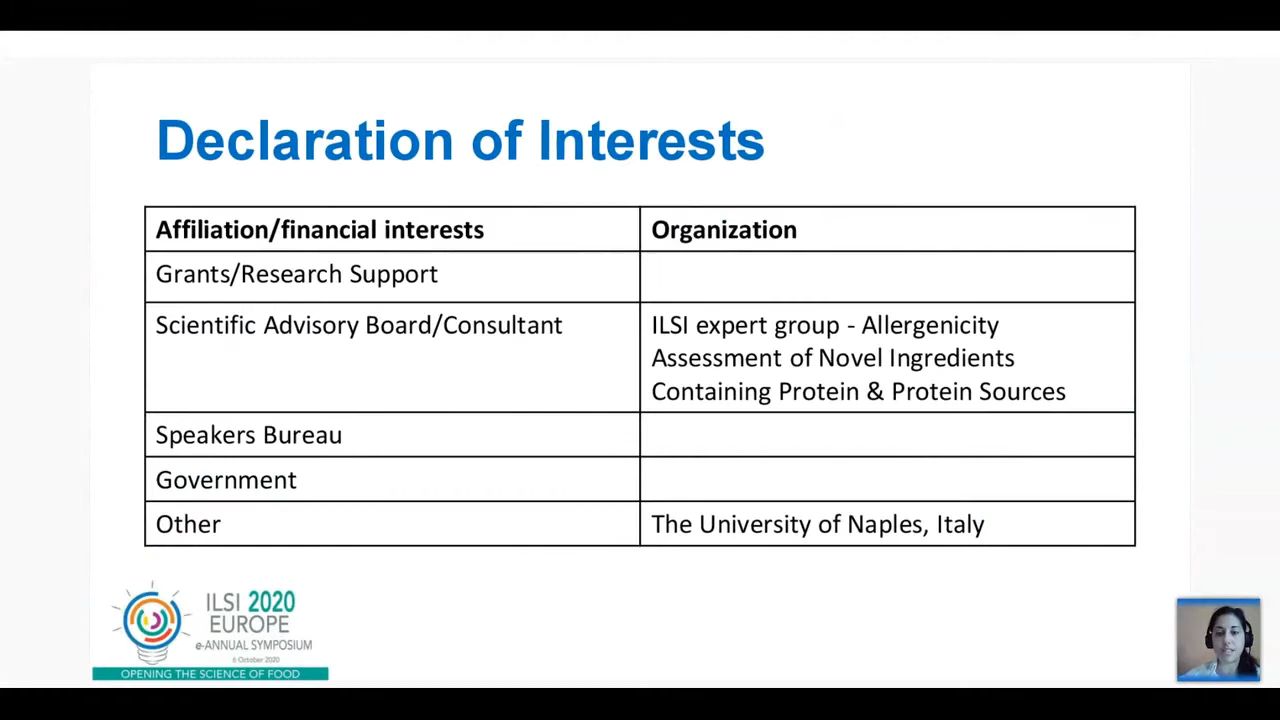 Declaration of Interests
Affiliation/financial interests
Organization
Grants/Research Support
Scientific Advisory Board/Consultant
ILSI expert group - Allergenicity
Assessment of Novel Ingredients
Containing Protein & Protein Sources
Speakers Bureau
Government
Other
The University of Naples, Italy
ILSI 2020
EUROPE
e-ANNUAL SYMPOSIUM
6 October 2020
OPENING THE SCIENCE OF FOOD